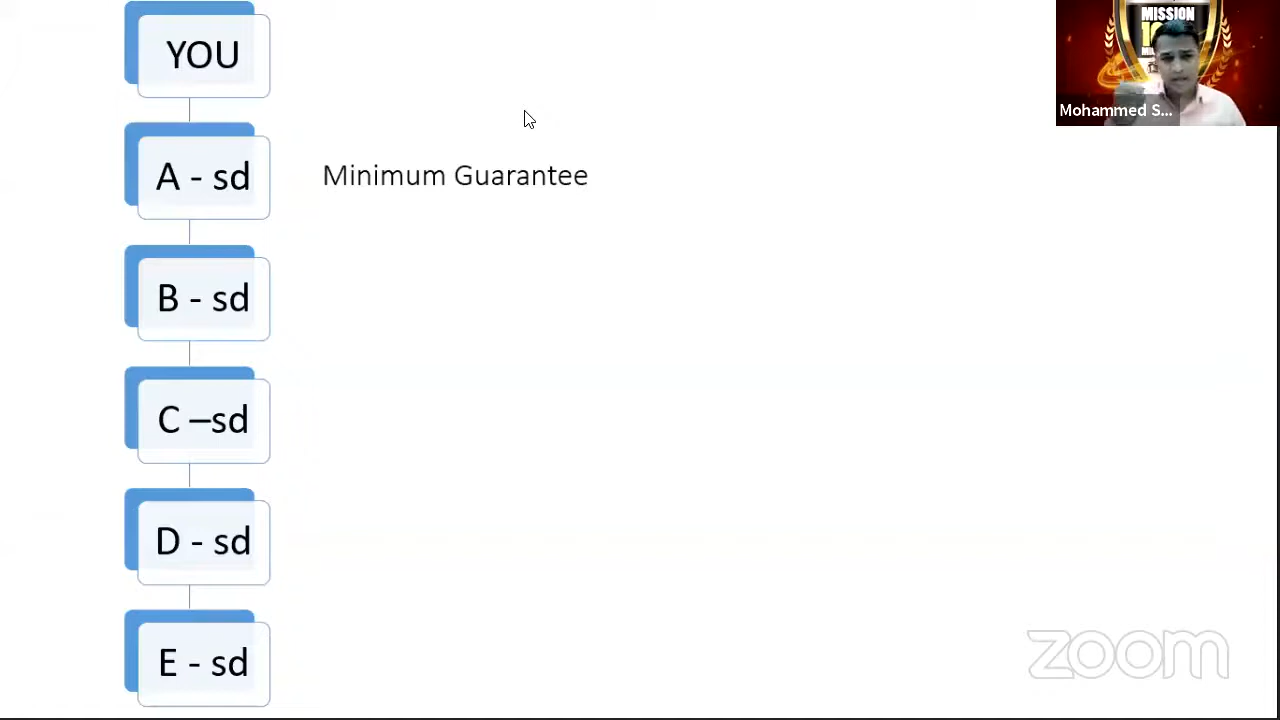 YOU
MISSION
Mohammed S...
A - sd
Minimum Guarantee
B - sd
C –sd
D - sd
E - sd
zoom